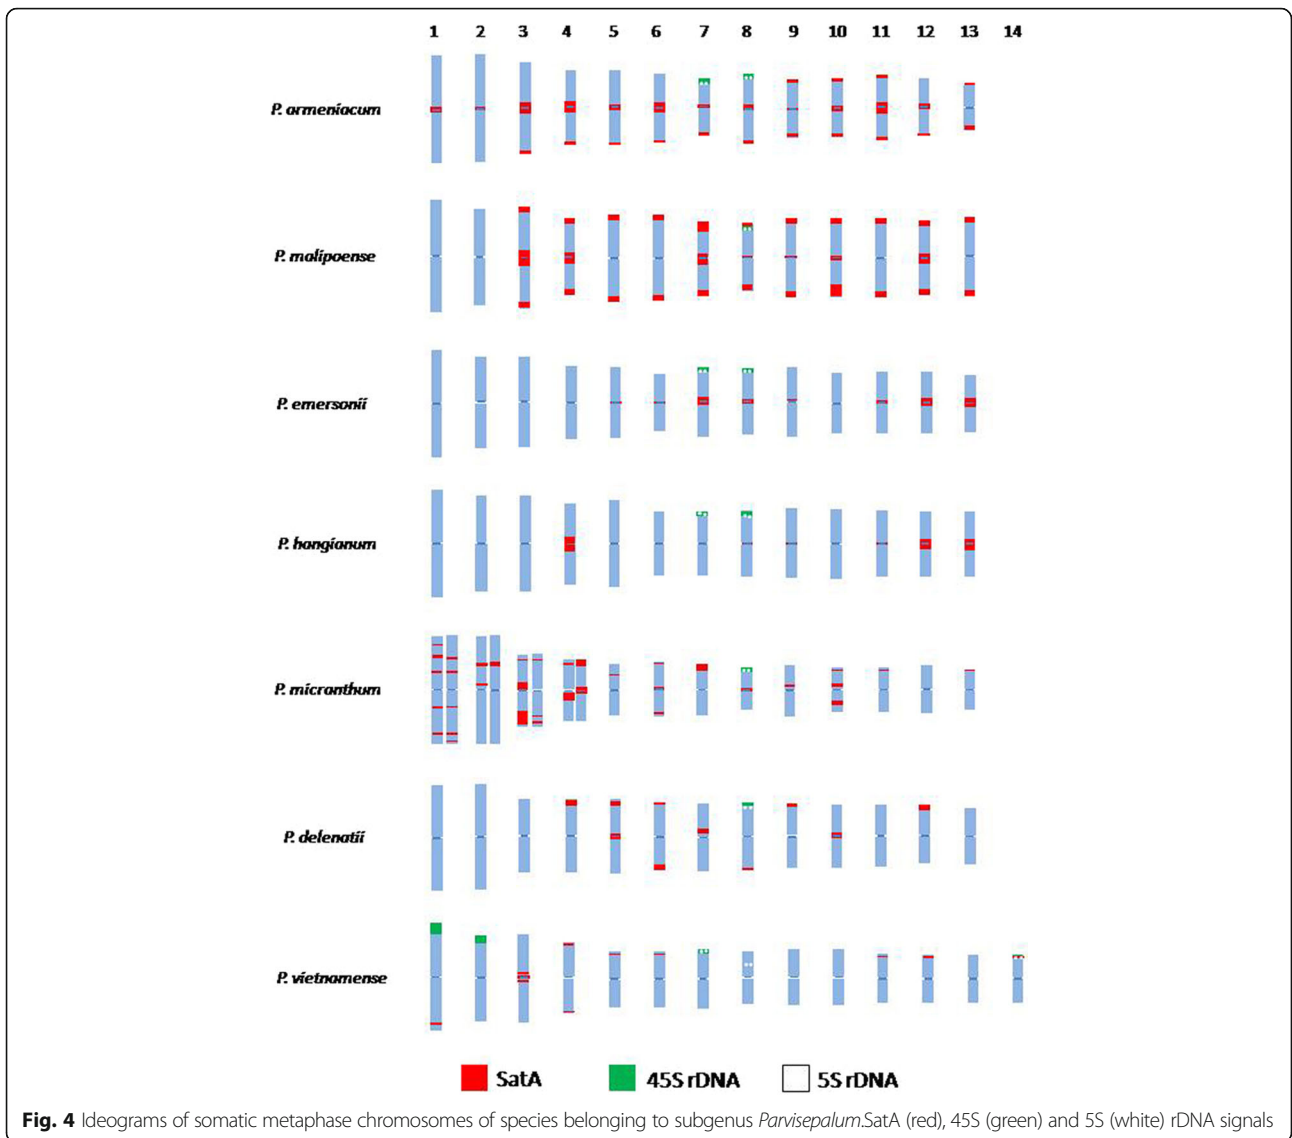 1 2 3 4 5 6 7 8 9 10 11 12 13 14
P. armeniacum
P. malipoense
P. emersonii
P. hangianum
P. micranthum
P. delenatii
P. vietnamense
SatA 45S rDNA 5S rDNA
Fig. 4 Ideograms of somatic metaphase chromosomes of species belonging to subgenus Parvisepalum.SatA (red), 45S (green) and 5S (white) rDNA signals